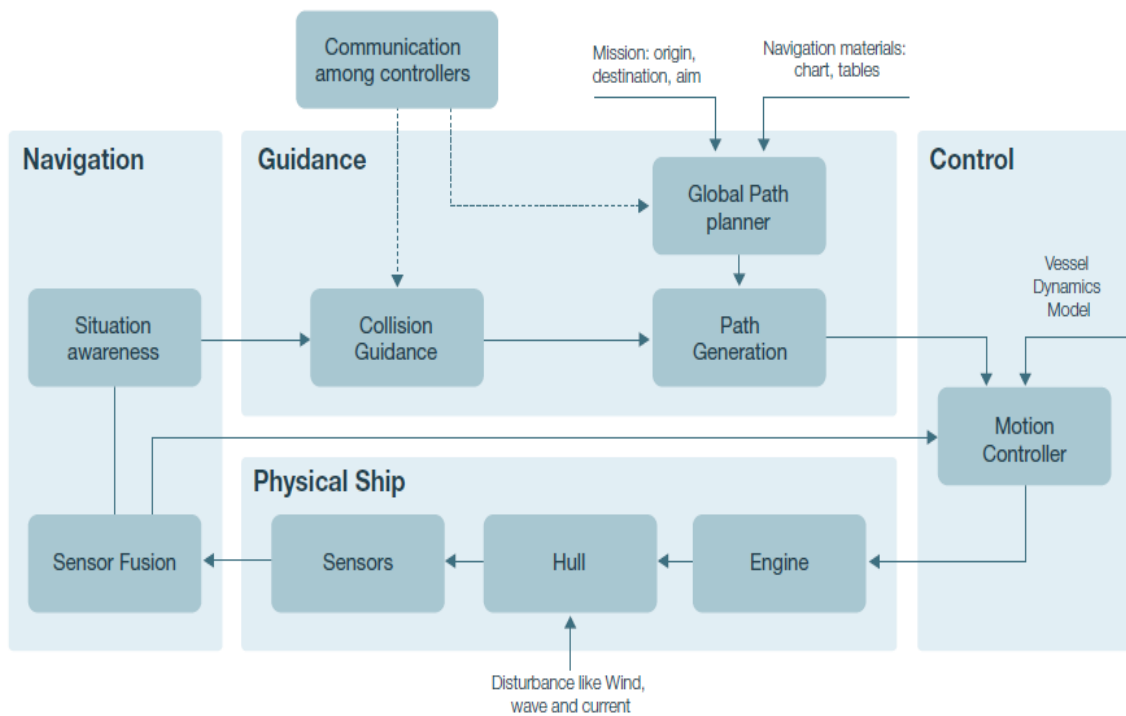 Communication
among controllers
Mission: origin,
destination, aim
Navigation materials:
chart, tables
Navigation
Guidance
Control
Global Path
planner
Vessel
Dynamics
Model
Situation
awareness
Collision
Guidance
Path
Generation
Motion
Controller
Physical Ship
Sensor Fusion
Sensors
Hull
Engine
Disturbance like Wind,
wave and current